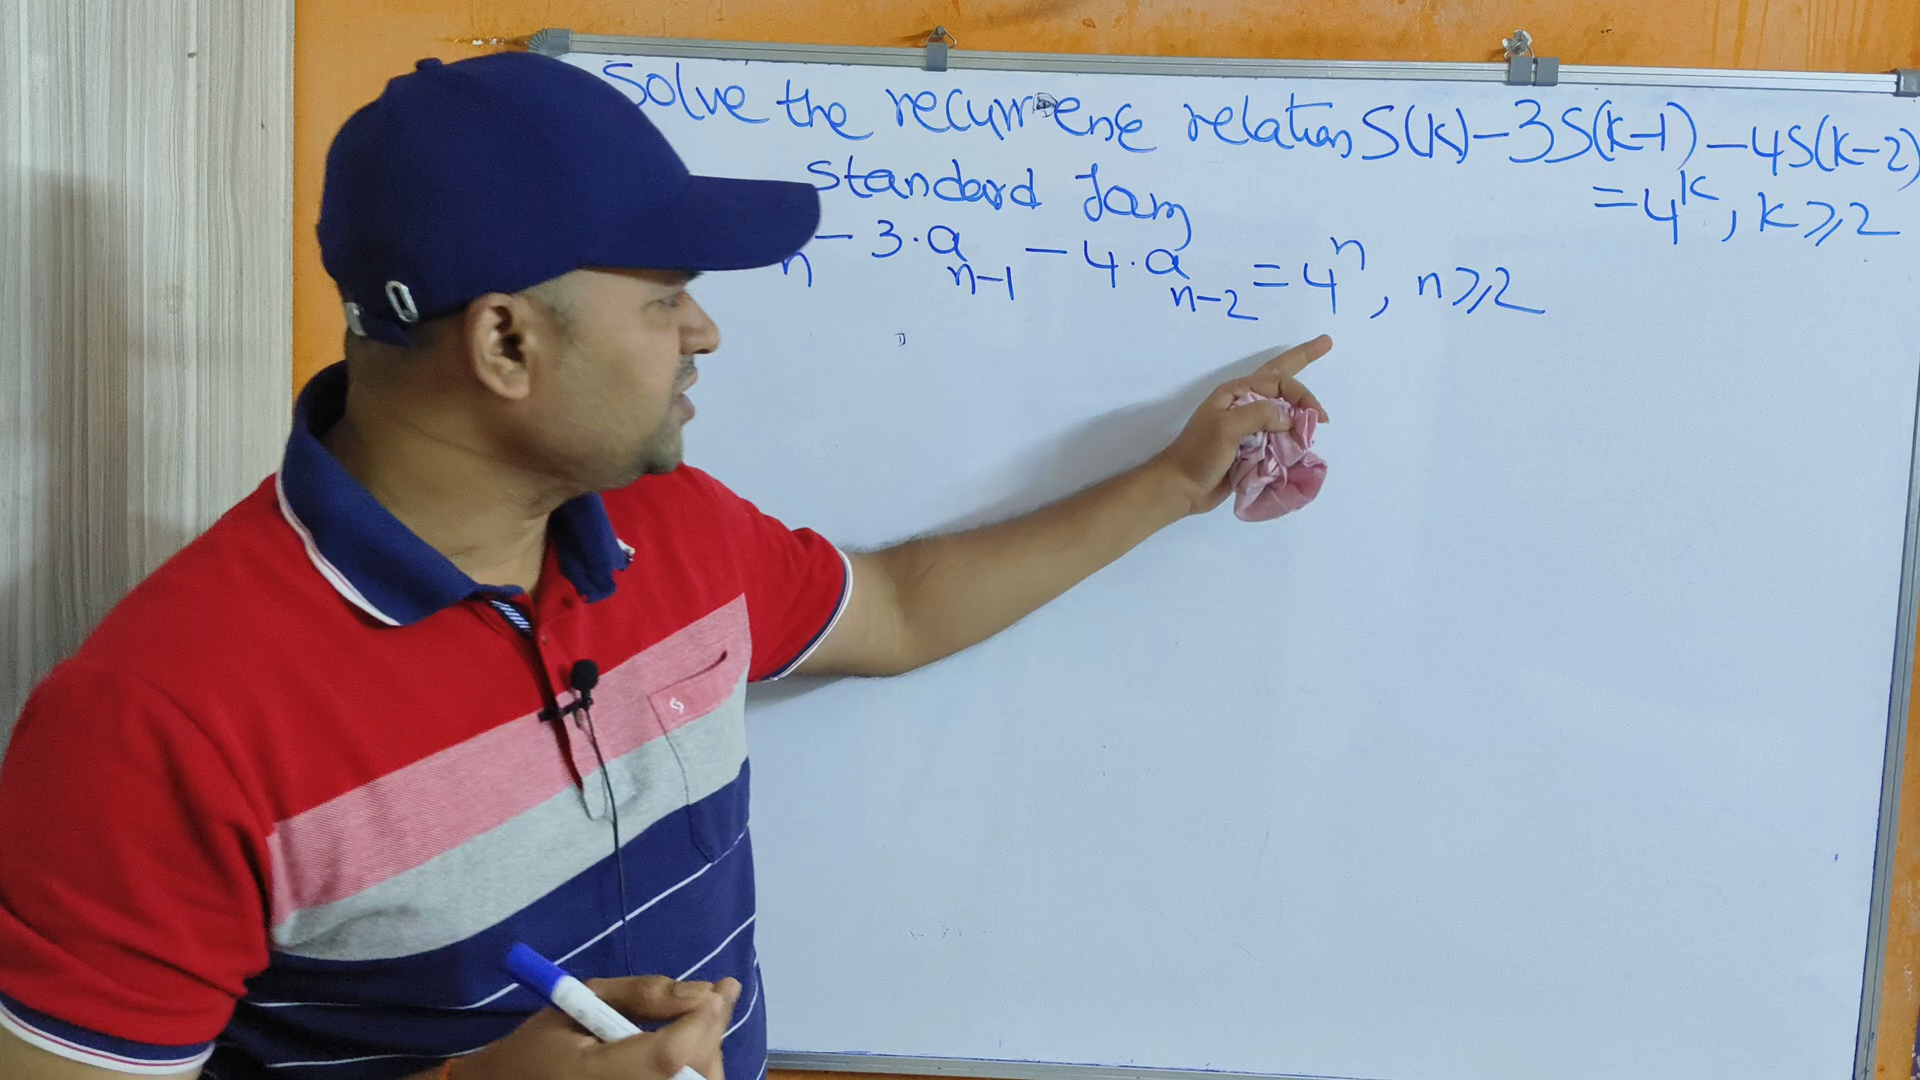 Solve the recurrence relation S(k)-3S(k-1)-4S(k-2)
=4^k, k⩾2
standard form
n - 3·a_{n-1} - 4·a_{n-2} = 4^n, n⩾2